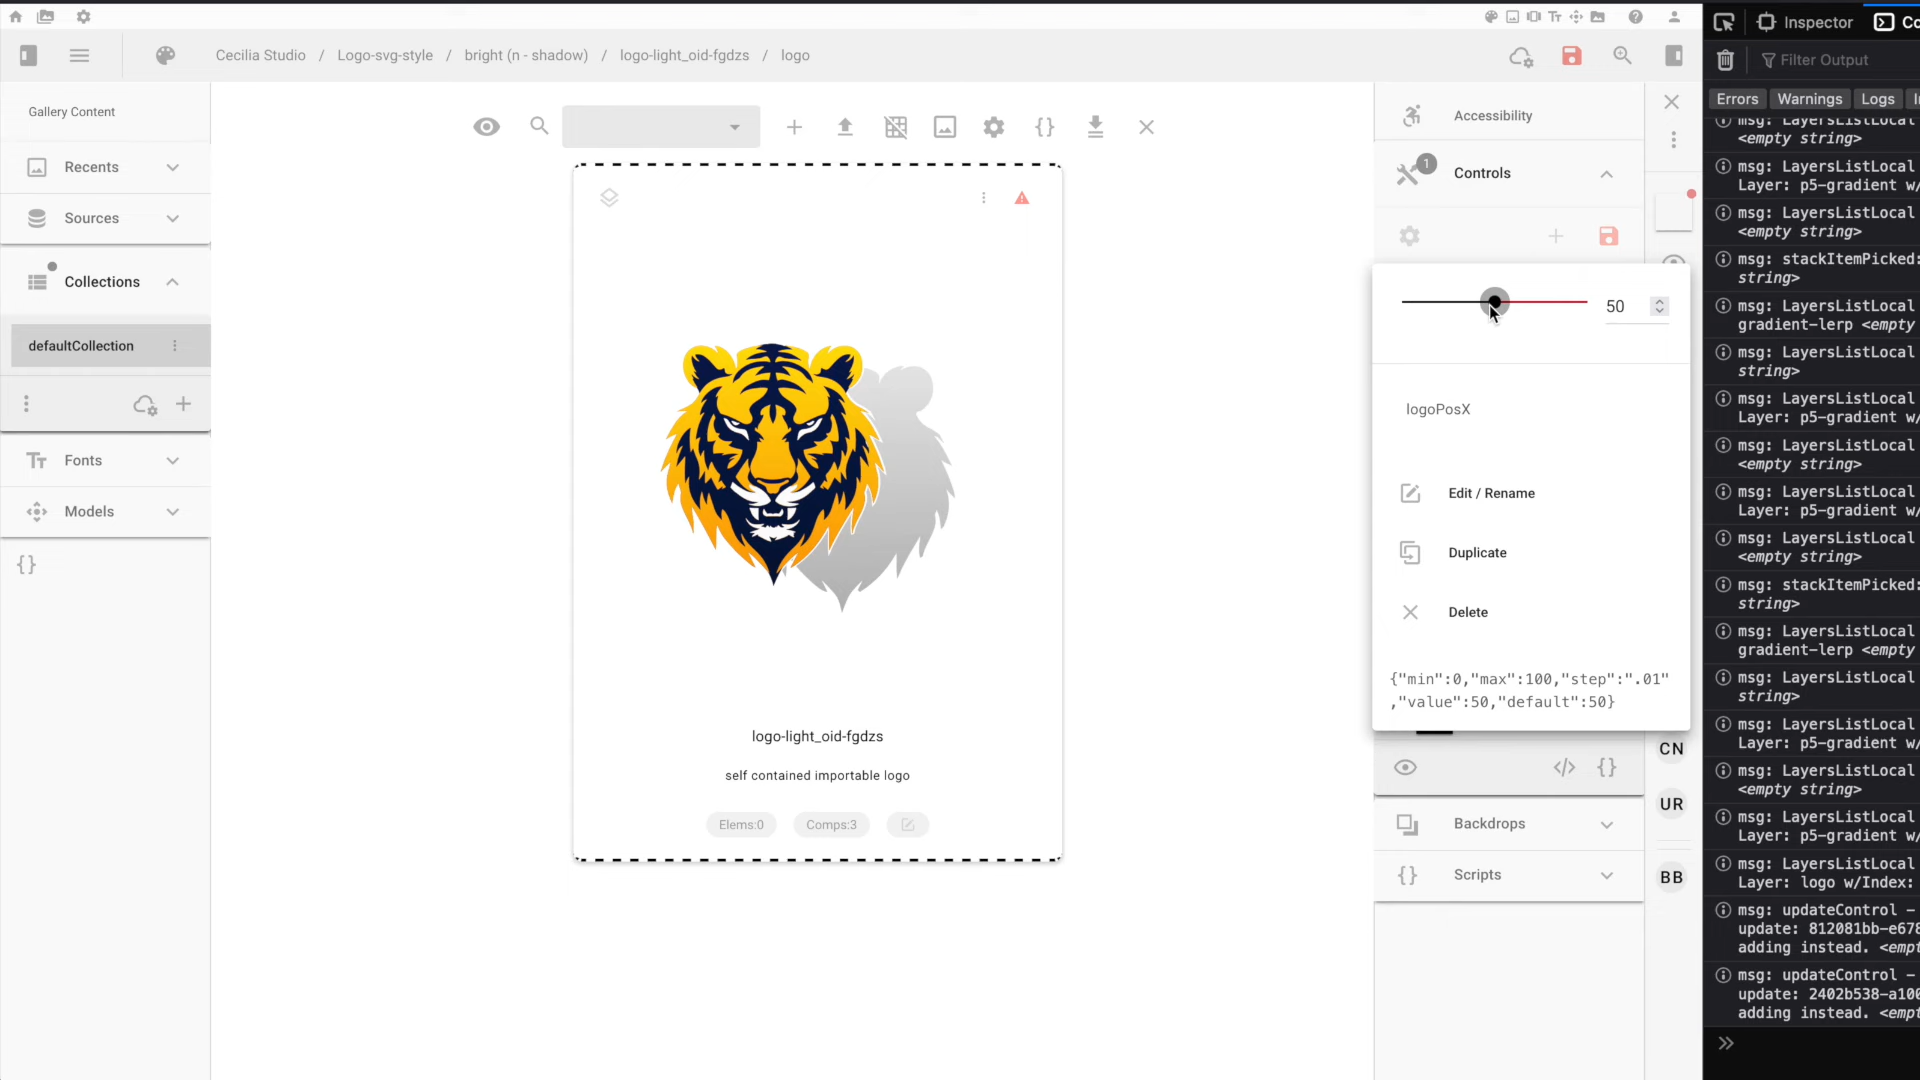 Cecilia Studio / Logo-svg-style / bright (n - shadow) / logo-light_oid-fgdzs / logo
Gallery Content
Recents
Sources
Collections
defaultCollection
Fonts
Models
{}
{}
logo-light_oid-fgdzs
self contained importable logo
Elems:0
Comps:3
Accessibility
1
Controls
50
logoPosX
Edit / Rename
Duplicate
Delete
{"min":0,"max":100,"step":".01"
,"value":50,"default":50}
</> {}
Backdrops
{} Scripts
CN
UR
BB
Inspector
Filter Output
Errors
Warnings
Logs
msg: LayersListLocal
<empty string>
msg: LayersListLocal
Layer: p5-gradient w/
msg: LayersListLocal
<empty string>
msg: stackItemPicked:
string>
msg: LayersListLocal
gradient-lerp <empty
msg: LayersListLocal
string>
msg: LayersListLocal
Layer: p5-gradient w/
msg: LayersListLocal
<empty string>
msg: LayersListLocal
Layer: p5-gradient w/
msg: LayersListLocal
<empty string>
msg: stackItemPicked:
string>
msg: LayersListLocal
gradient-lerp <empty
msg: LayersListLocal
string>
msg: LayersListLocal
Layer: p5-gradient w/
msg: LayersListLocal
<empty string>
msg: LayersListLocal
Layer: p5-gradient w/
msg: LayersListLocal
Layer: logo w/Index:
msg: updateControl –
update: 812081bb-e678
adding instead. <empt
msg: updateControl –
update: 2402b538-a100
adding instead. <empt